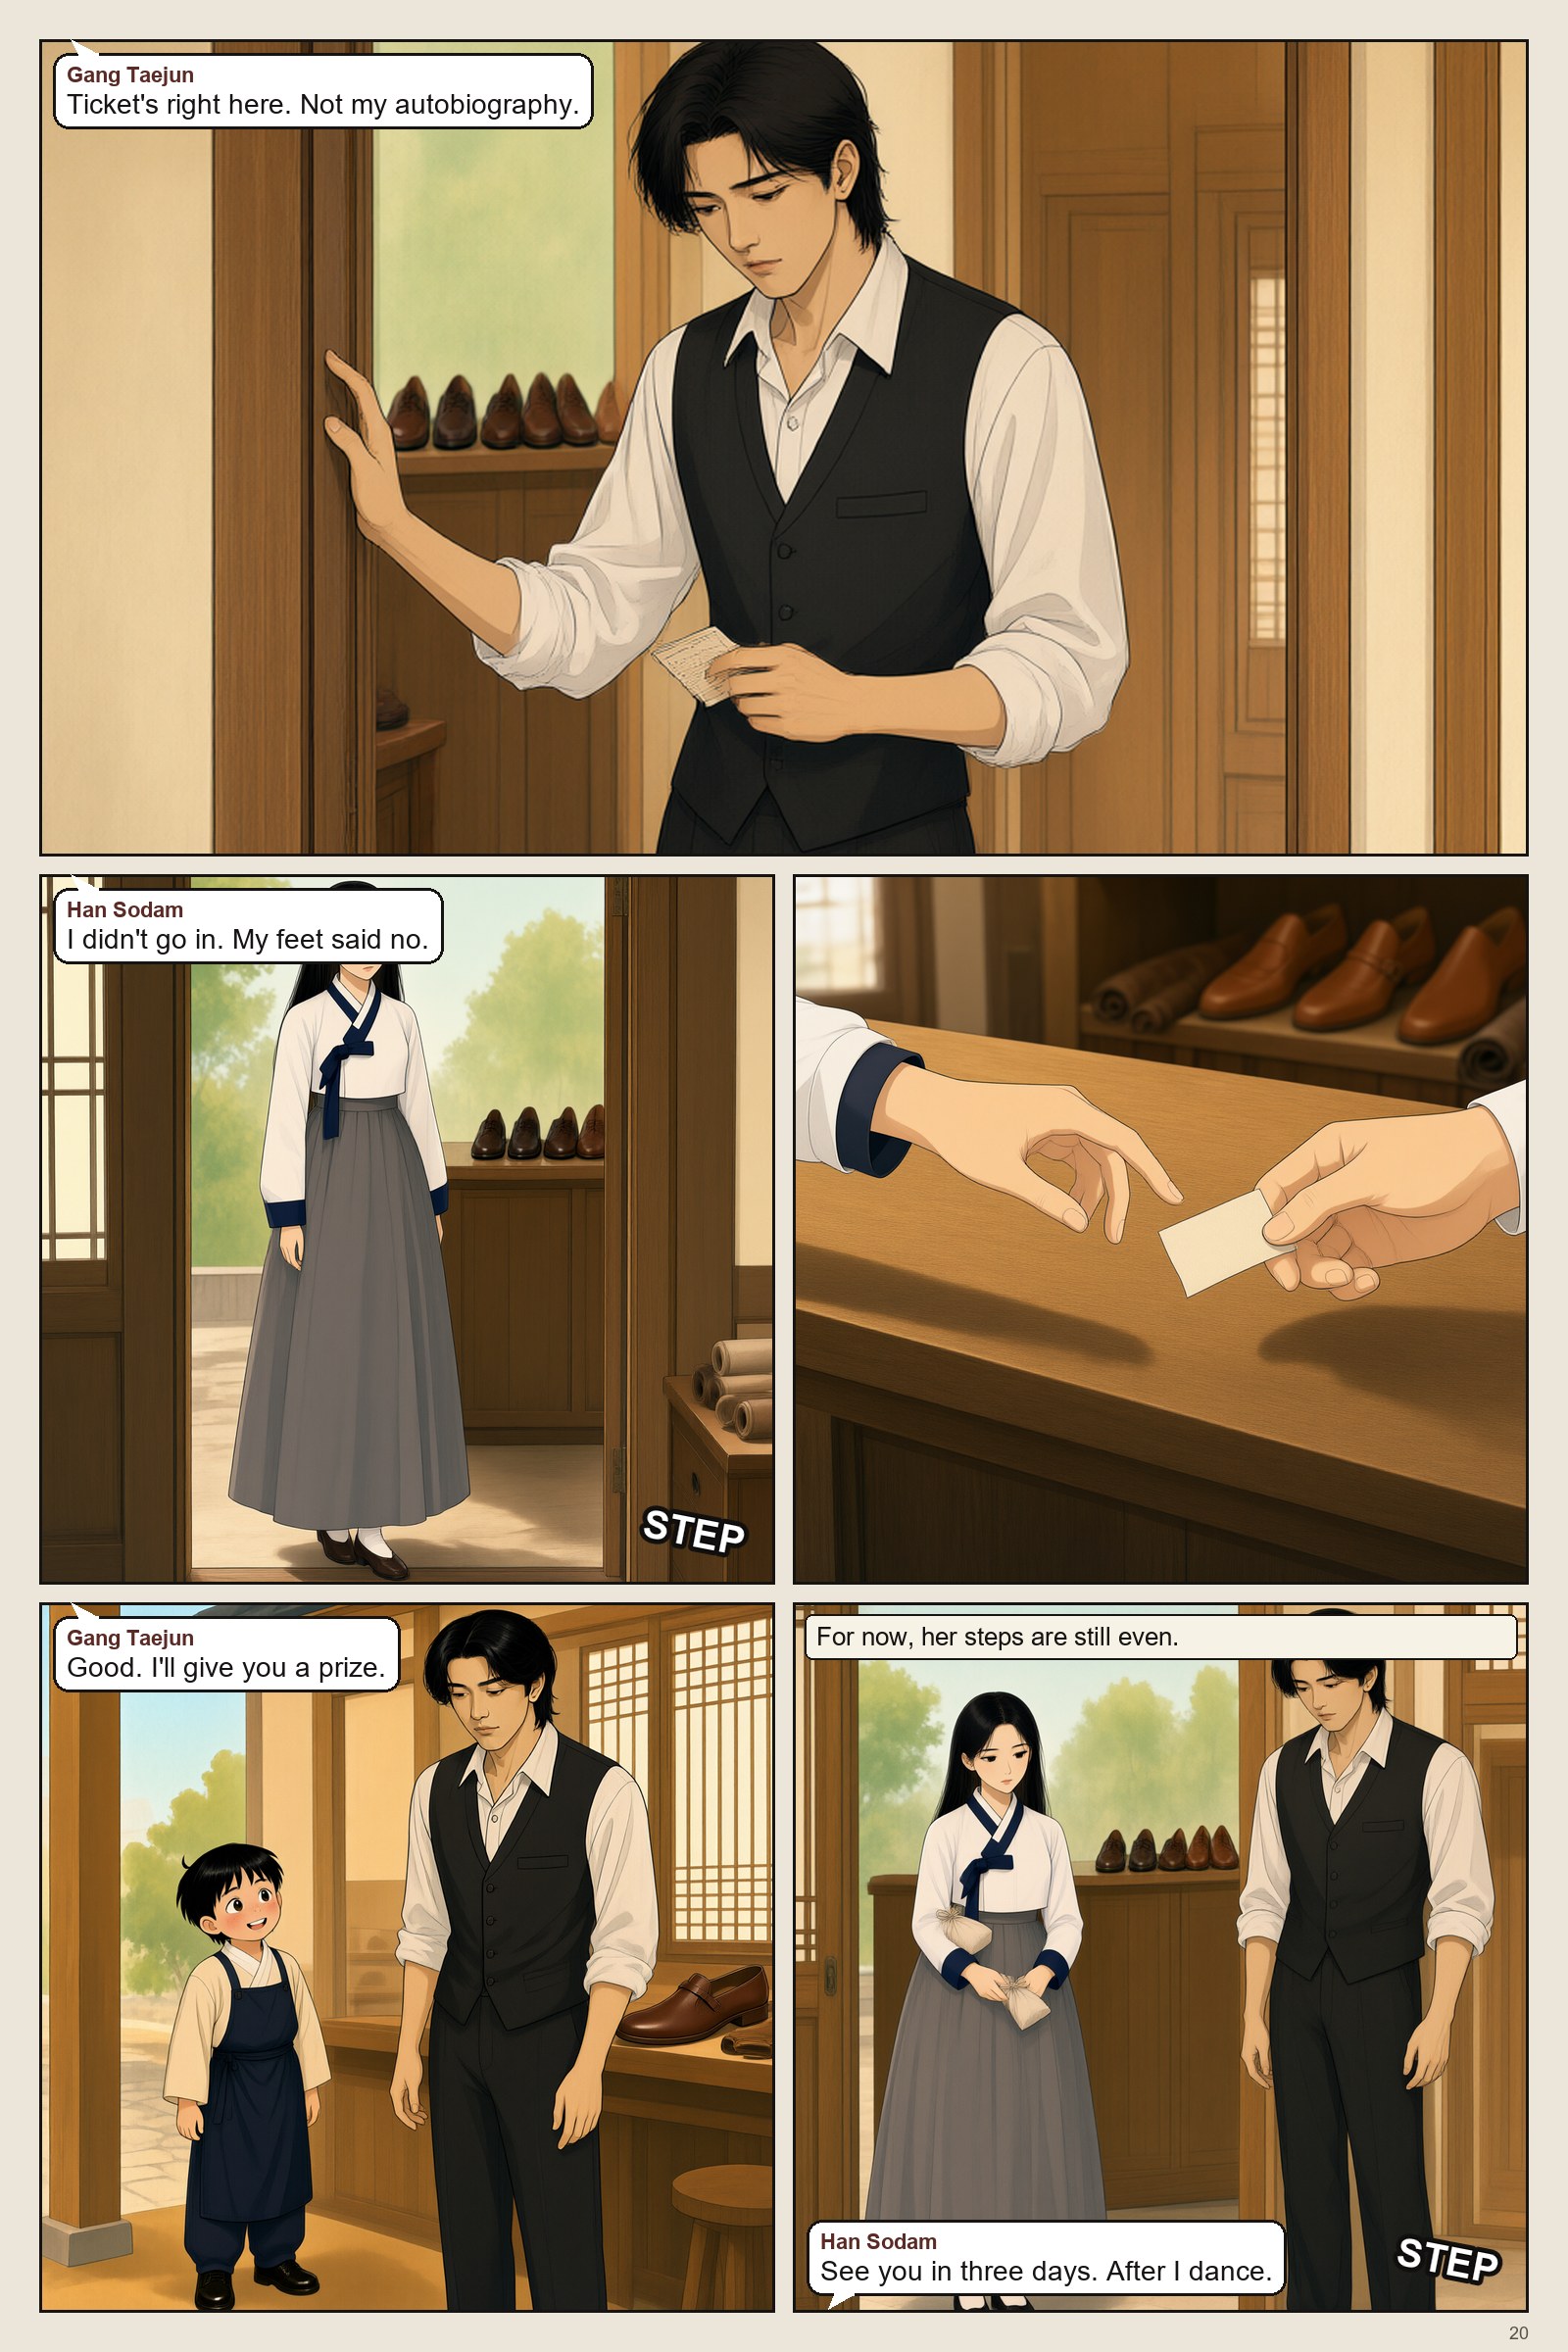 Gang Taejun
Ticket's right here. Not my autobiography.
Han Sodam
I didn't go in. My feet said no.
STEP
Gang Taejun
Good. I'll give you a prize.
For now, her steps are still even.
Han Sodam
See you in three days. After I dance.
STEP
20